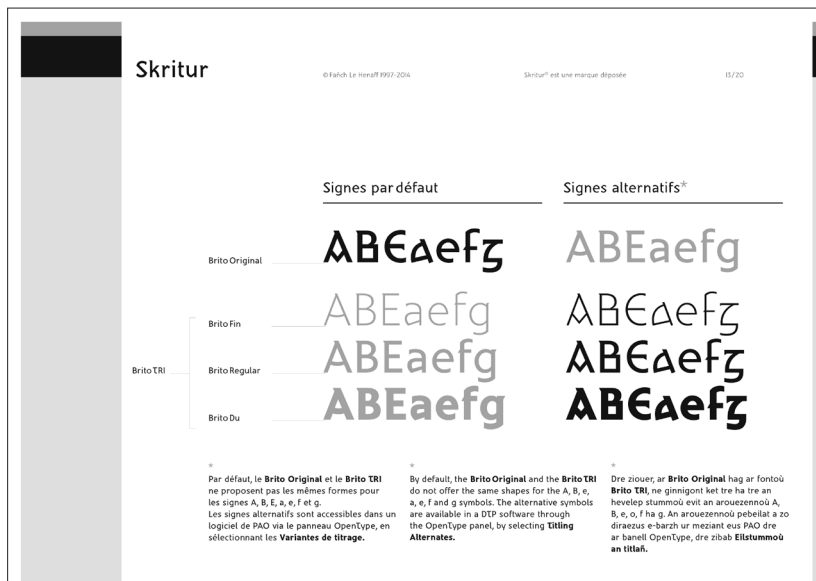 Skritur
© Fañch Le Henaff 1997-2014
Skritur® est une marque déposée
13/20
Signes par défaut
Signes alternatifs*
Brito Original
ABEaefg
ABEaefg
Brito Fin
ABEaefg
ABEaefg
Brito TRI
Brito Regular
ABEaefg
ABEaefg
Brito Du
ABEaefg
ABEaefg
*
Par défaut, le Brito Original et le Brito TRI
ne proposent pas les mêmes formes pour
les signes A, B, E, a, e, f et g.
Les signes alternatifs sont accessibles dans un
logiciel de PAO via le panneau OpenType, en
sélectionnant les Variantes de titrage.
*
By default, the Brito Original and the Brito TRI
do not offer the same shapes for the A, B, e,
a, e, f and g symbols. The alternative symbols
are available in a DTP software through
the OpenType panel, by selecting Titling
Alternates.
*
Dre ziouer, ar Brito Original hag ar fontoù
Brito TRI, ne ginnigont ket tre ha tre an
hevelep stummoù evit an arouezennoù A,
B, e, o, f ha g. An arouezennoù pebeilat a zo
diraezus e-barzh ur meziant eus PAO dre
ar banell OpenType, dre zibab Eilstummoù
an titlañ.